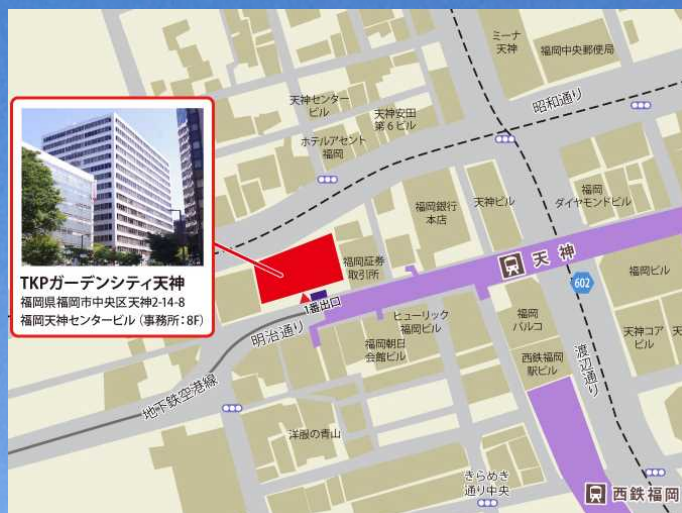 ミーナ
天神
福岡中央郵便局
昭和通り
天神センター
ビル
天神安田
第6ビル
ホテルアセント
福岡
福岡銀行
本店
天神ビル
福岡
ダイヤモンドビル
TKPガーデンシティ天神
福岡県福岡市中央区天神2-14-8
福岡天神センタービル (事務所:8F)
福岡証券
取引所
天神
福岡ビル
602
1番出口
明治通り
ヒューリック
福岡ビル
福岡
パルコ
天神コア
ビル
天
福岡朝日
会館ビル
西鉄福岡
駅ビル
渡辺通り
地下鉄空港線
洋服の青山
きらめき
通り中央
西鉄福岡